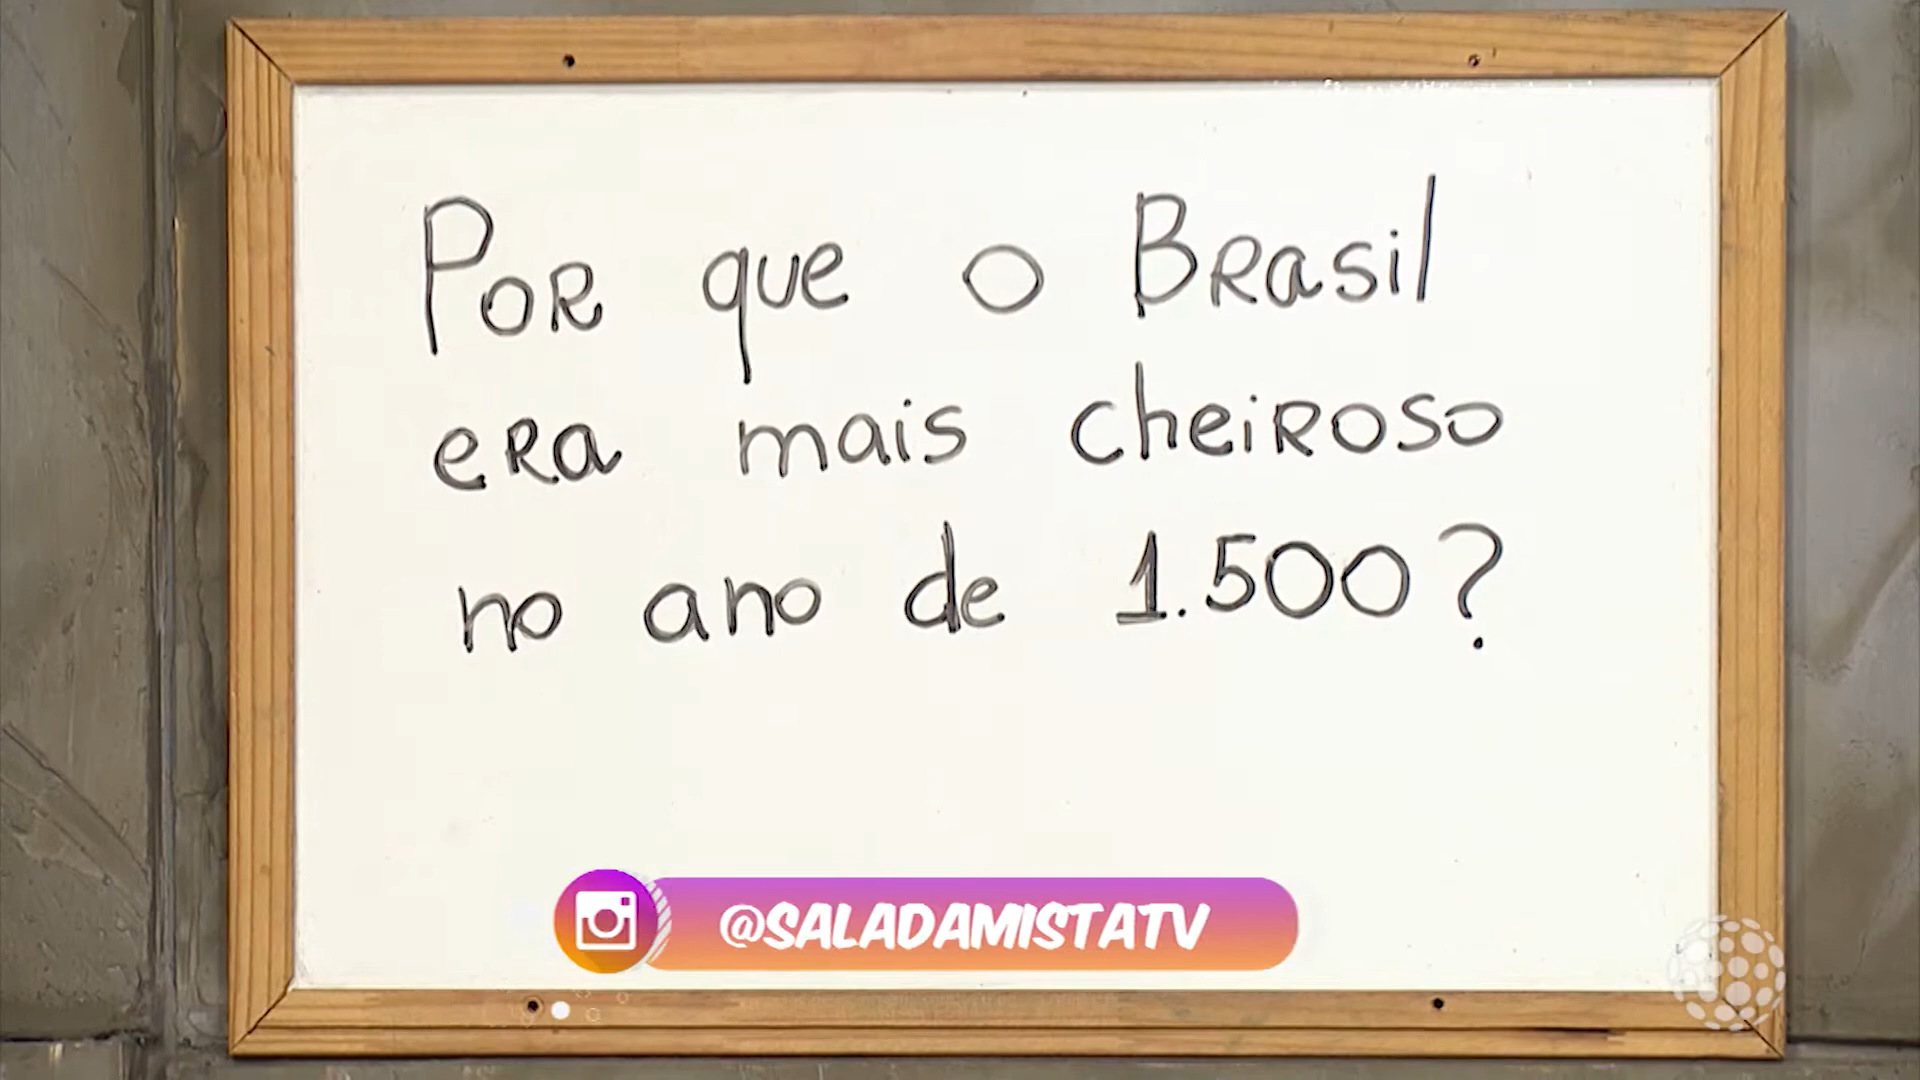 Por que o Brasil
era mais cheiroso
no ano de 1.500?
@SALADAMISTATV